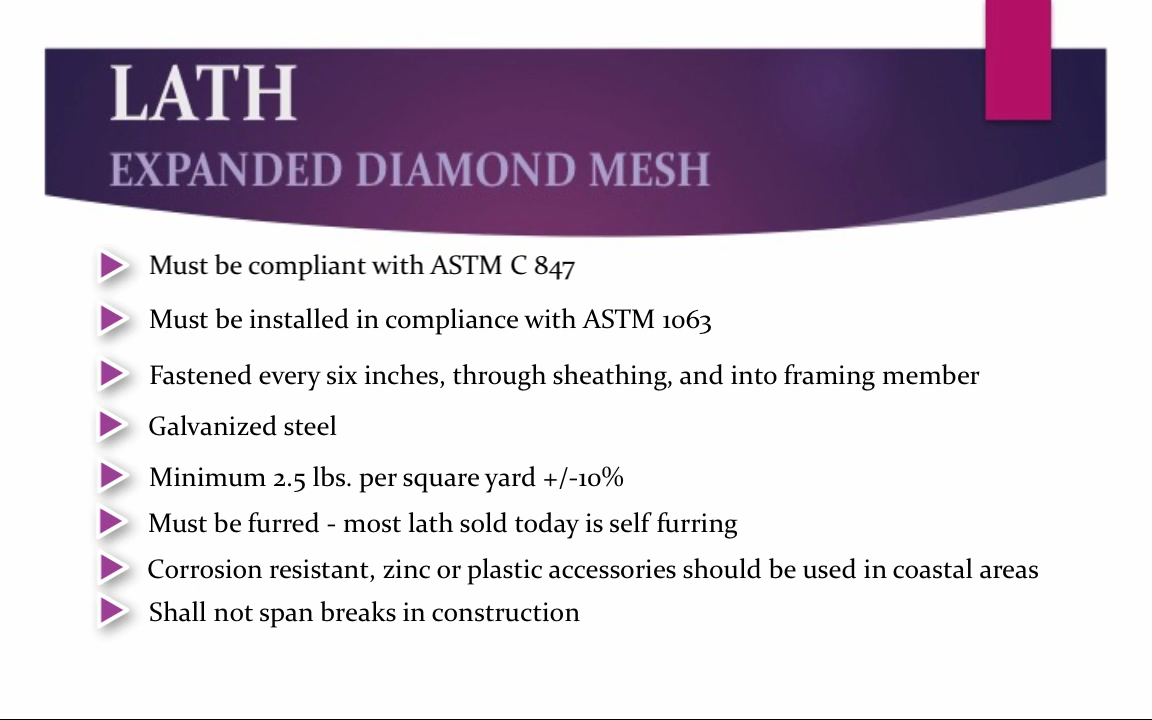 LATH
EXPANDED DIAMOND MESH
Must be compliant with ASTM C 847
Must be installed in compliance with ASTM 1063
Fastened every six inches, through sheathing, and into framing member
Galvanized steel
Minimum 2.5 lbs. per square yard +/-10%
Must be furred - most lath sold today is self furring
Corrosion resistant, zinc or plastic accessories should be used in coastal areas
Shall not span breaks in construction